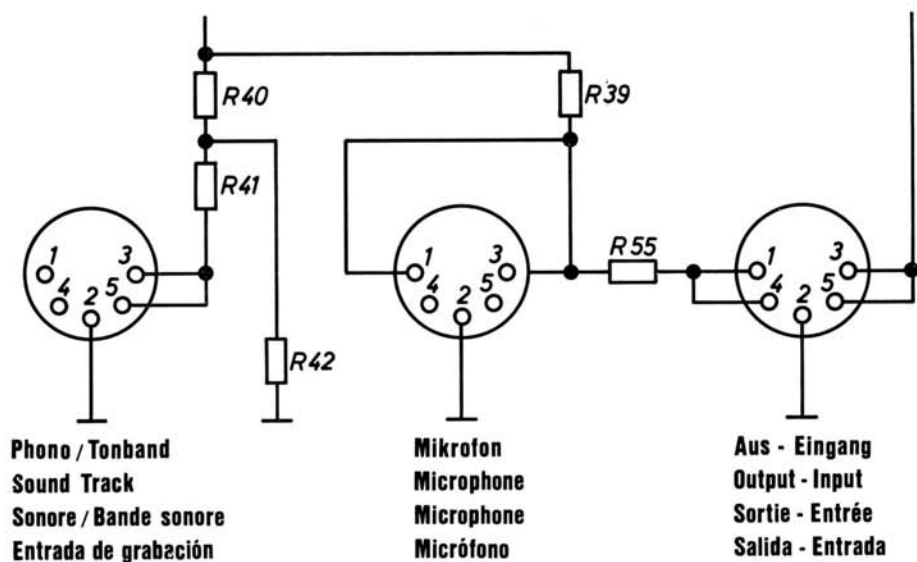 R40
R39
R41
R55
R42
1 3 4 2 5
1 3 4 2 5
1 3 4 2 5
Phono / Tonband
Sound Track
Sonore / Bande sonore
Entrada de grabación
Mikrofon
Microphone
Microphone
Micrófono
Aus - Eingang
Output - Input
Sortie - Entrée
Salida - Entrada